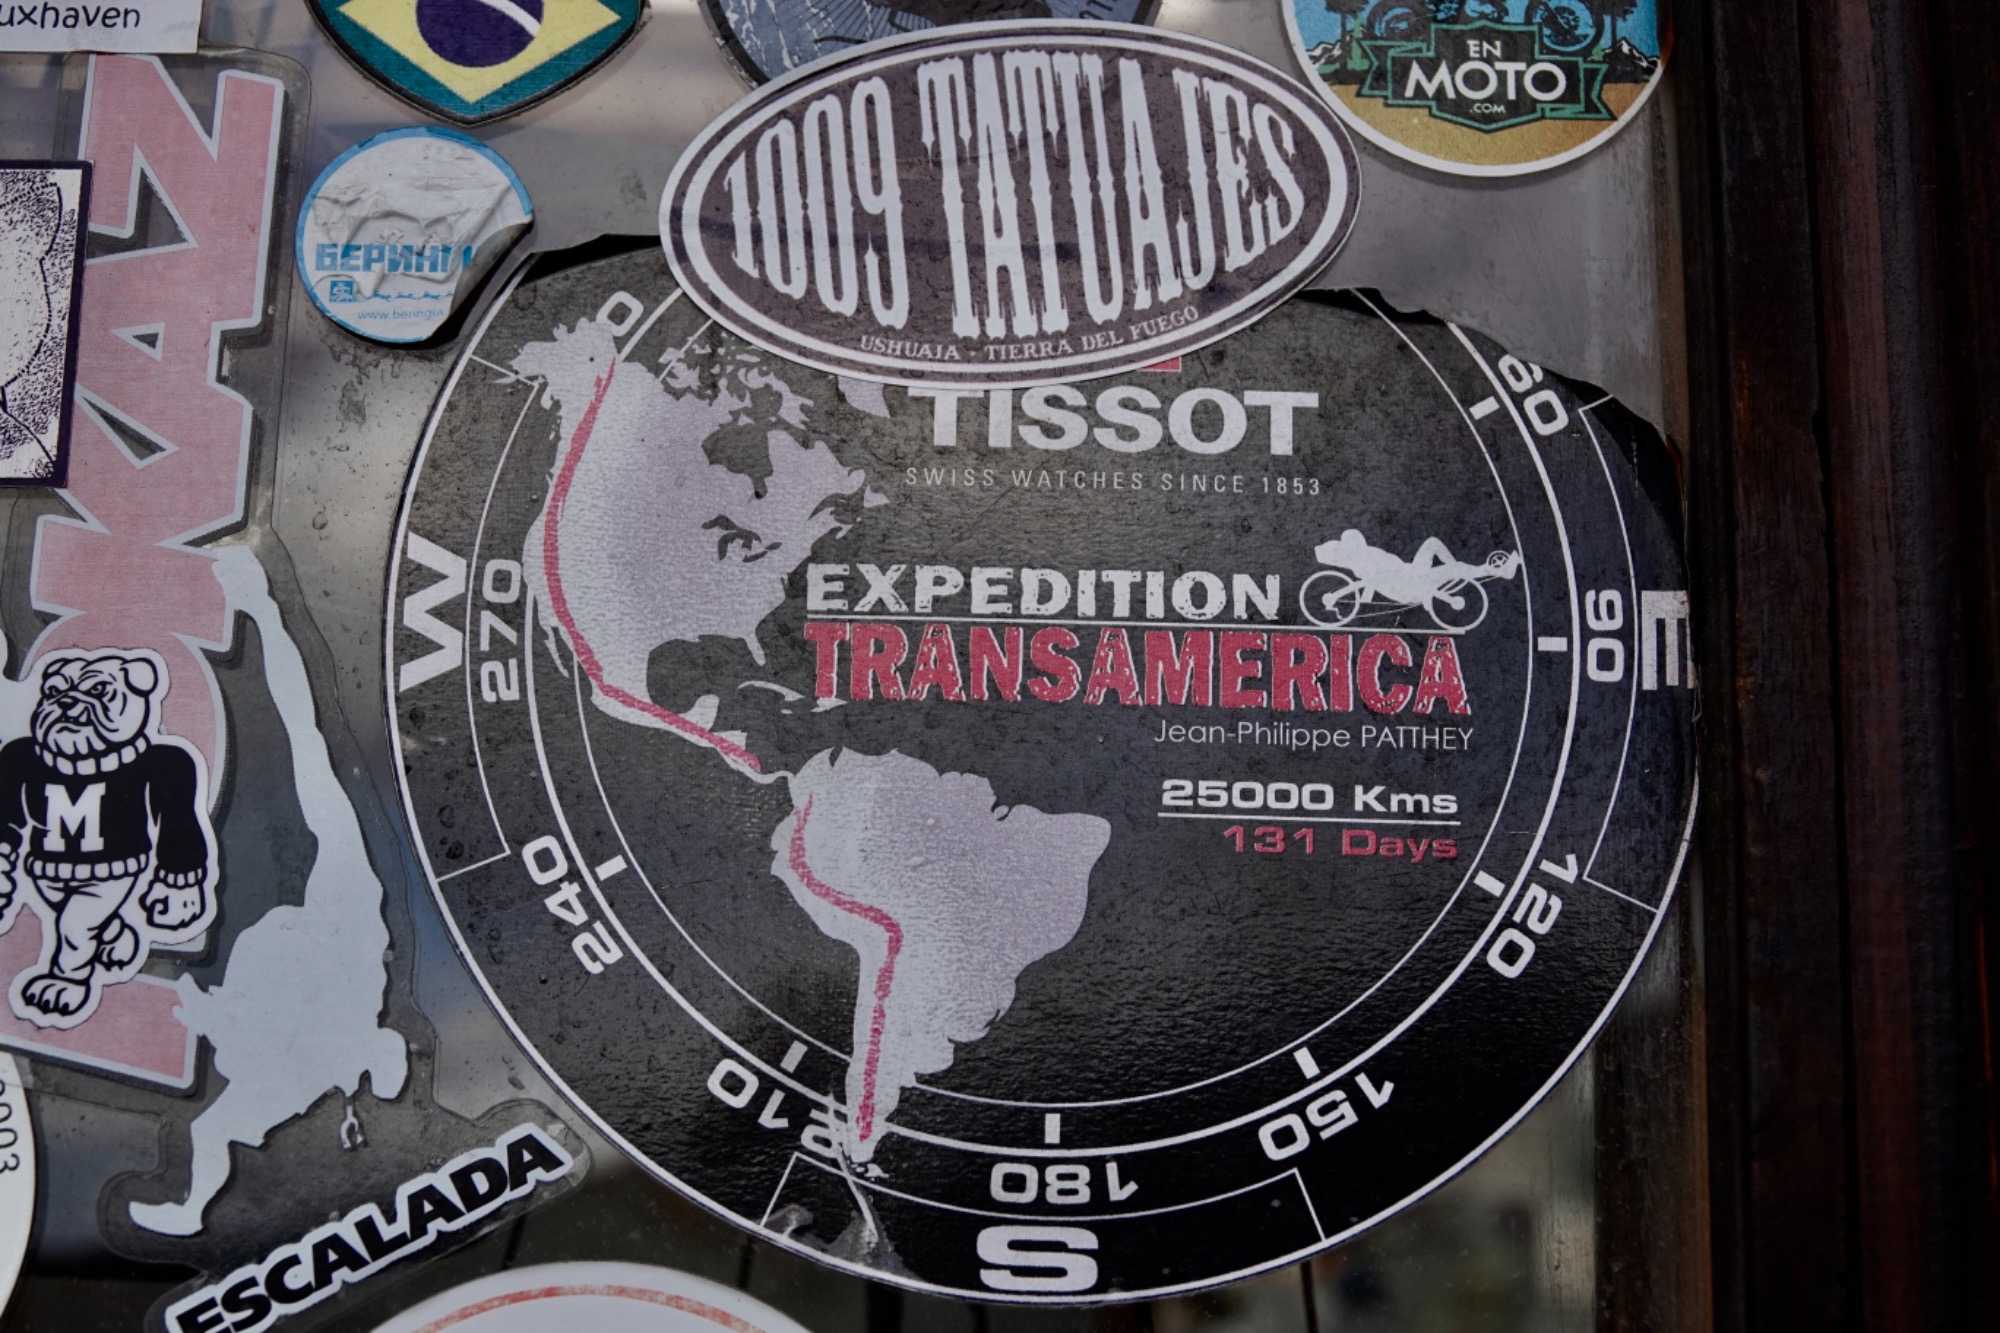 uxhaven
EN
MOTO
.COM
1009 TATUAJES
USHUAIA - TIERRA DEL FUEGO
БЕРИНГ
www.beringia
TISSOT
SWISS WATCHES SINCE 1853
EXPEDITION
TRANSAMERICA
Jean-Philippe PATTHEY
25000 Kms
131 Days
60
E
90
120
150
180
S
210
240
270
W
M
2003
ESCALADA